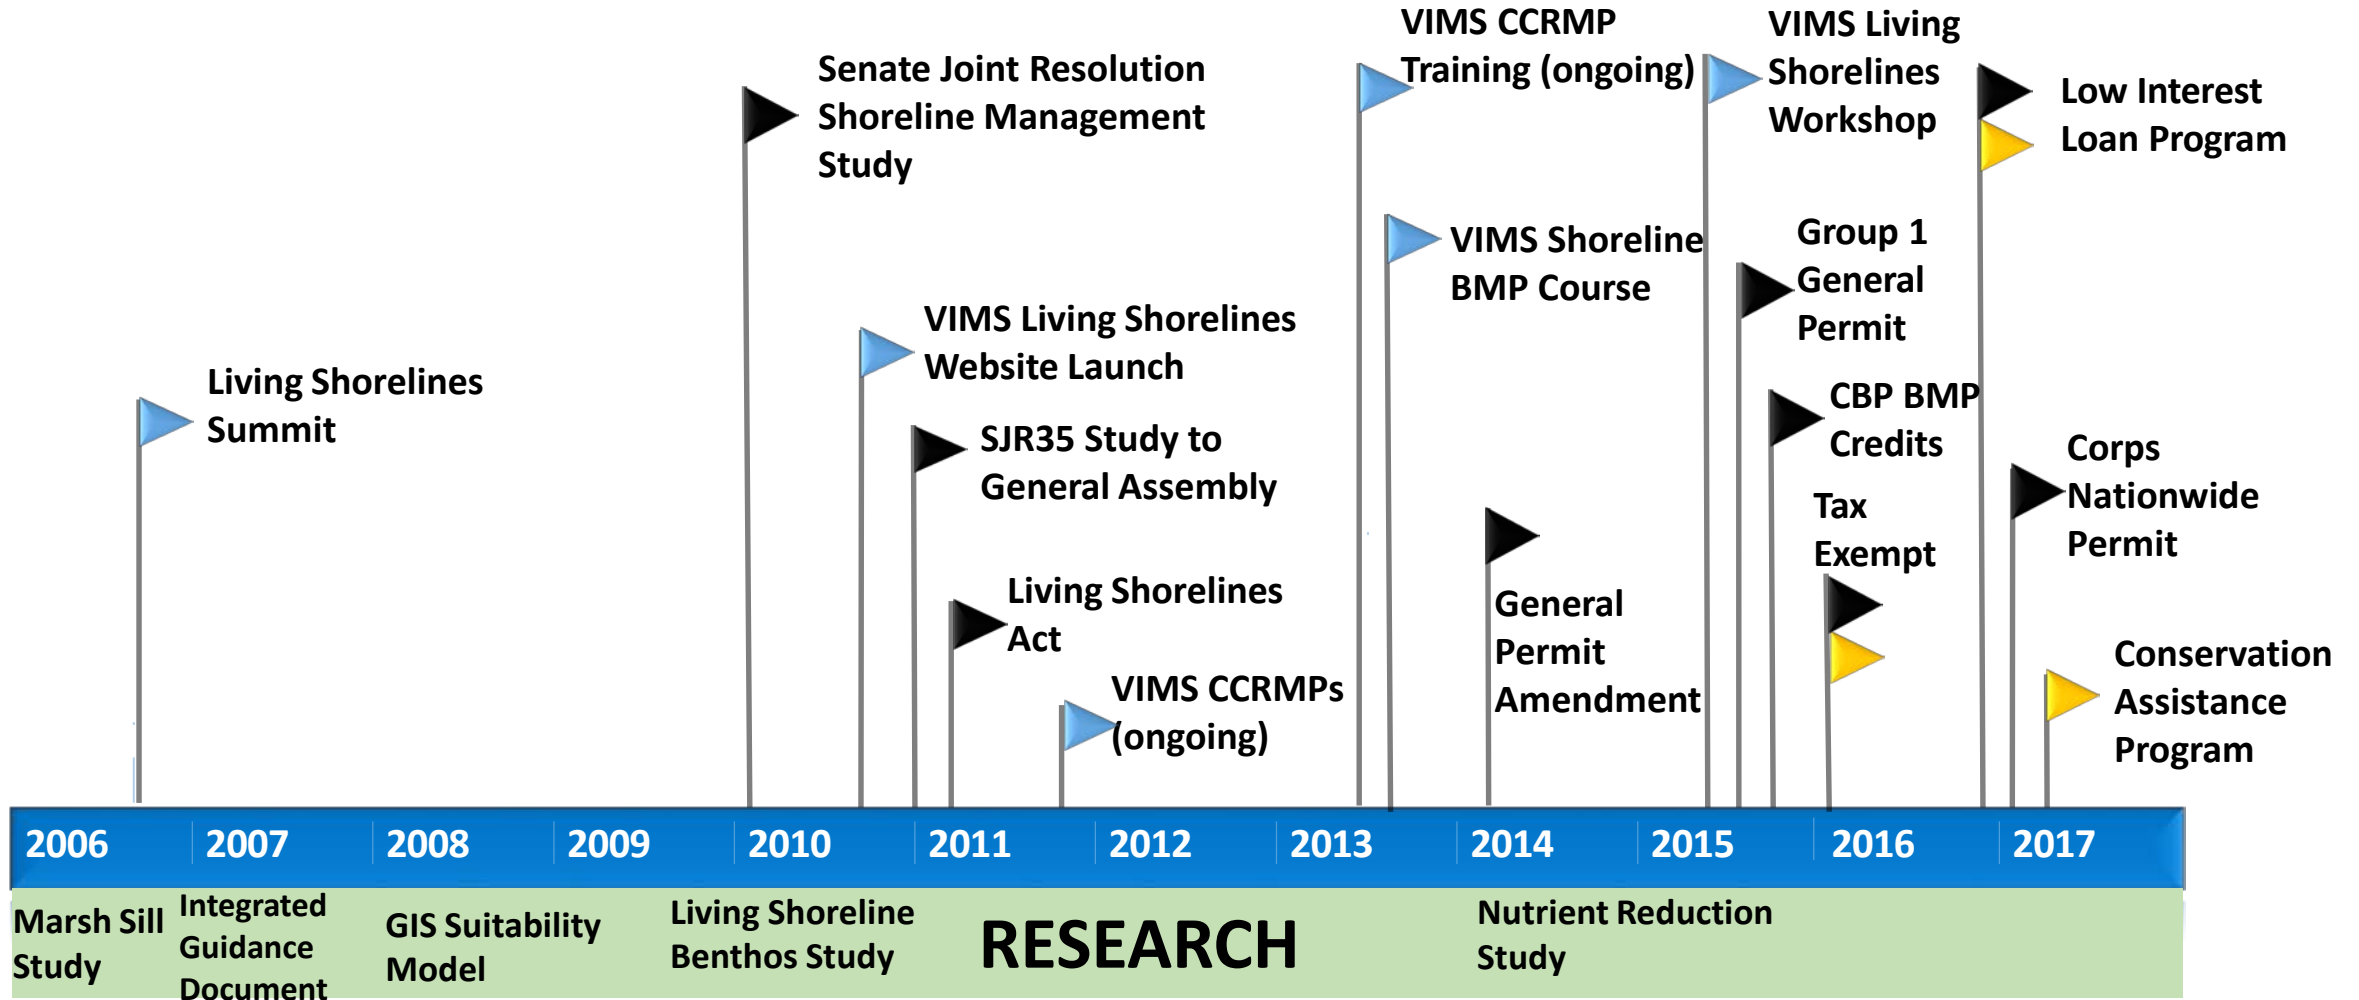 Living Shorelines
Summit
Senate Joint Resolution
Shoreline Management
Study
VIMS Living Shorelines
Website Launch
SJR35 Study to
General Assembly
Living Shorelines
Act
VIMS CCRMPs
(ongoing)
VIMS CCRMP
Training (ongoing)
VIMS Shoreline
BMP Course
General
Permit
Amendment
VIMS Living
Shorelines
Workshop
Group 1
General
Permit
CBP BMP
Credits
Tax
Exempt
Low Interest
Loan Program
Corps
Nationwide
Permit
Conservation
Assistance
Program
2006 2007 2008 2009 2010 2011 2012 2013 2014 2015 2016 2017
Marsh Sill
Study
Integrated
Guidance
Document
GIS Suitability
Model
Living Shoreline
Benthos Study
RESEARCH
Nutrient Reduction
Study